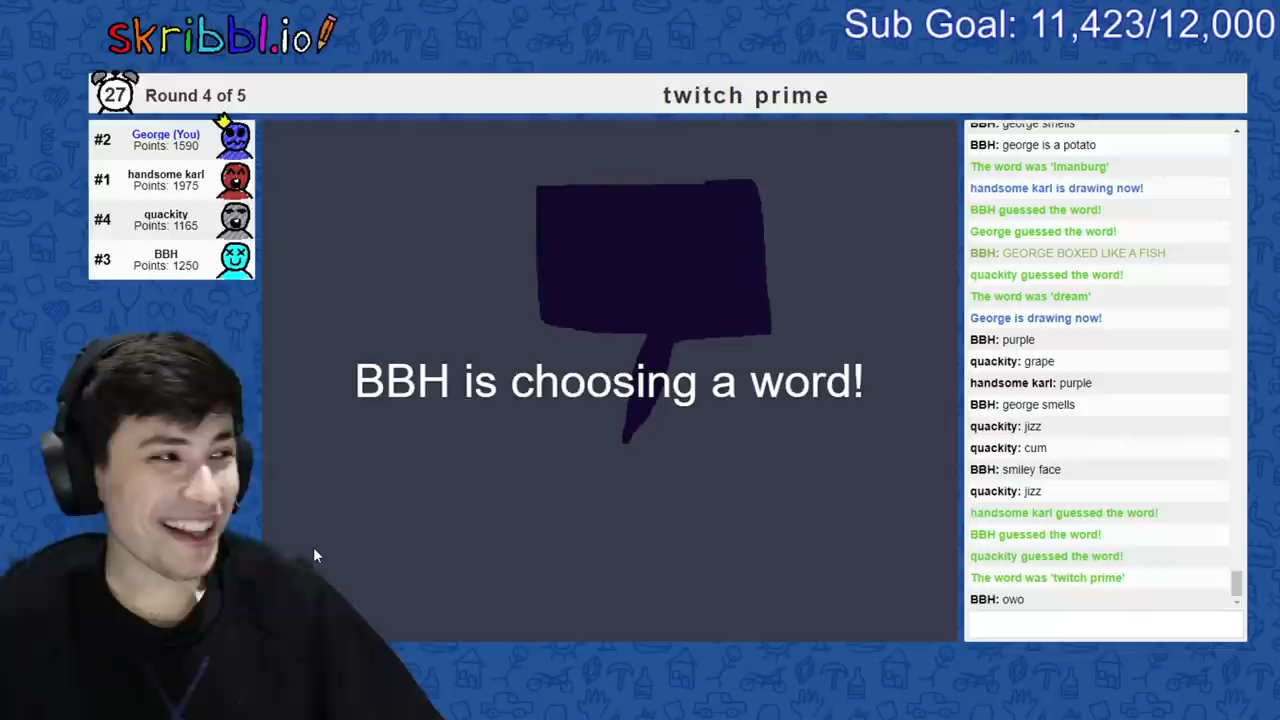 skribbl.io
Sub Goal: 11,423/12,000
27
Round 4 of 5
twitch prime
#2
George (You)
Points: 1590
#1
handsome karl
Points: 1975
#4
quackity
Points: 1165
#3
BBH
Points: 1250
BBH is choosing a word!
BBH: george smells
BBH: george is a potato
The word was 'lmanburg'
handsome karl is drawing now!
BBH guessed the word!
George guessed the word!
BBH: GEORGE BOXED LIKE A FISH
quackity guessed the word!
The word was 'dream'
George is drawing now!
BBH: purple
quackity: grape
handsome karl: purple
BBH: george smells
quackity: jizz
quackity: cum
BBH: smiley face
quackity: jizz
handsome karl guessed the word!
BBH guessed the word!
quackity guessed the word!
The word was 'twitch prime'
BBH: owo